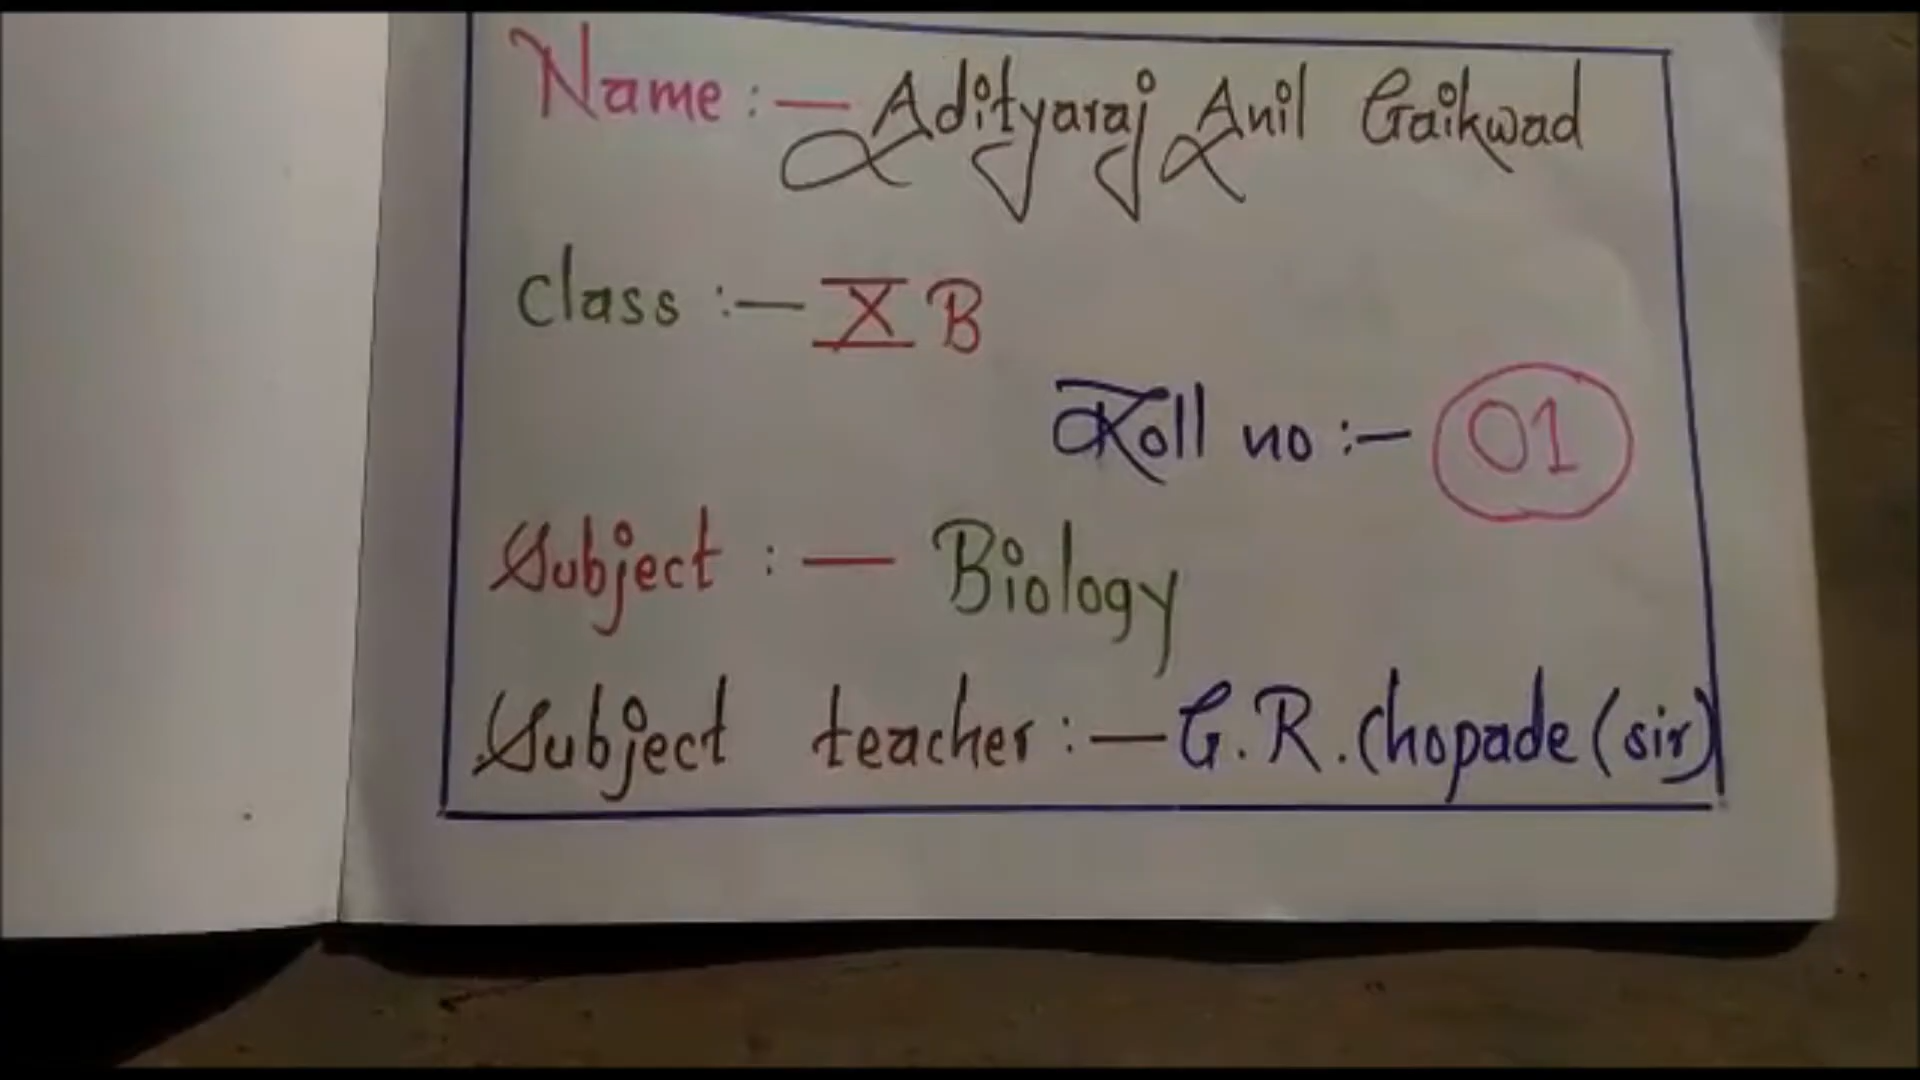 Name :- Adityaraj Anil Gaikwad
Class :- X B
Roll no :- 01
Subject :- Biology
Subject teacher :- G.R. Chopade (sir)